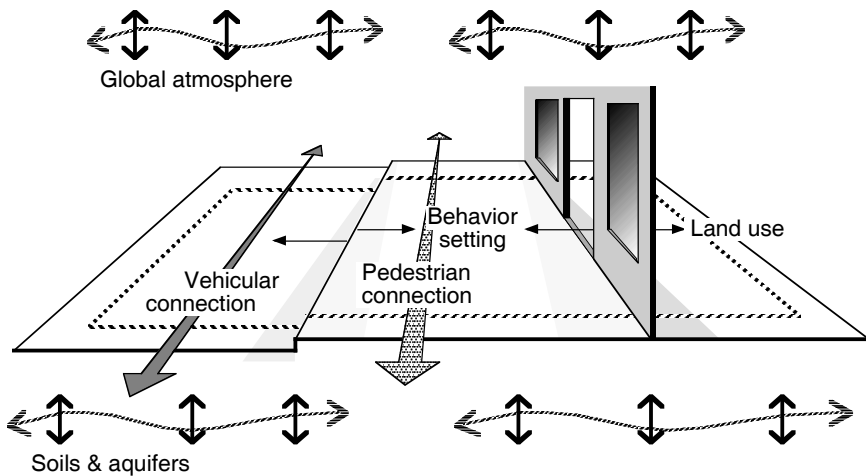 Global atmosphere
Behavior
setting
Land use
Vehicular
connection
Pedestrian
connection
Soils & aquifers